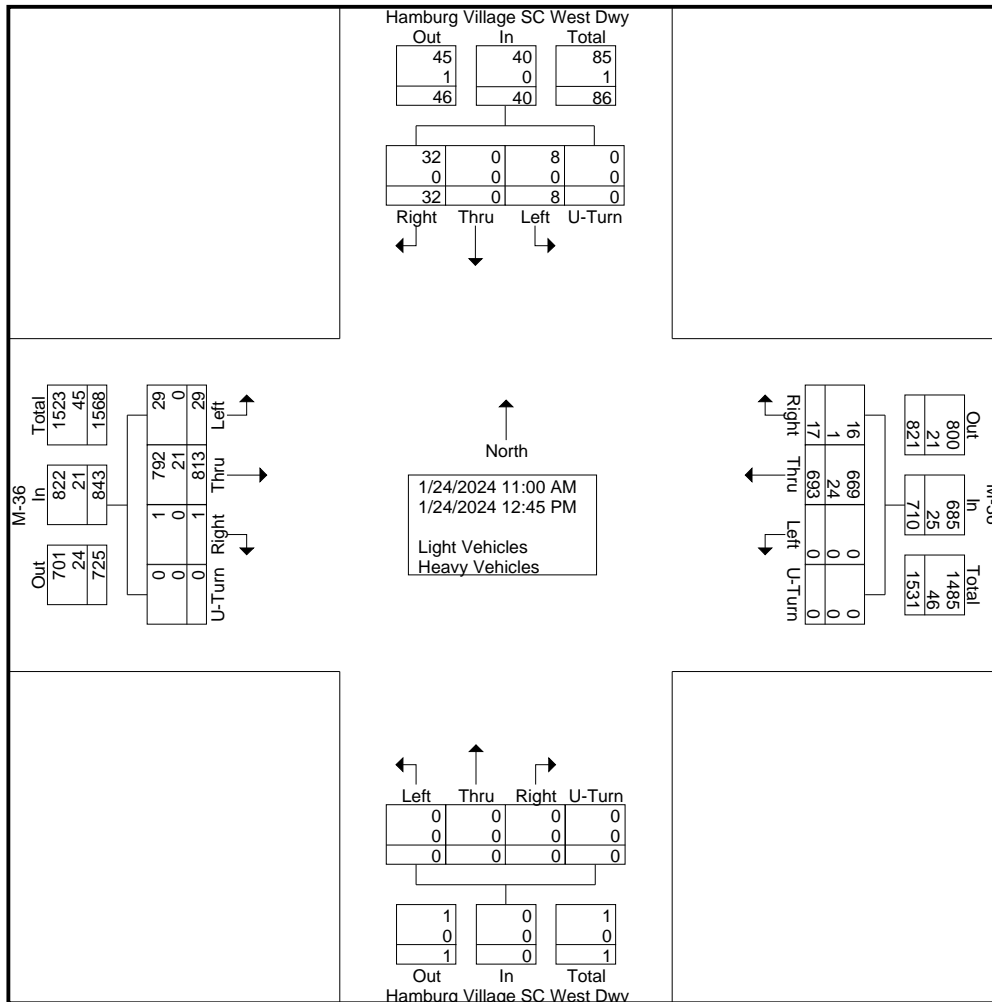 Hamburg Village SC West Dwy
Out In Total
45 40 85
1 0 1
46 40 86
32 0 8 0
0 0 0 0
32 0 8 0
Right Thru Left U-Turn
M-36
Total In Out
1523 822 701
45 21 24
1568 843 725
29 792 1 0
0 21 0 0
29 813 1 0
Left Thru Right U-Turn
North
1/24/2024 11:00 AM
1/24/2024 12:45 PM
Light Vehicles
Heavy Vehicles
Right Thru Left U-Turn
16 669 0 0
1 24 0 0
17 693 0 0
Out In Total
800 685 1485
21 25 46
821 710 1531
Left Thru Right U-Turn
0 0 0 0
0 0 0 0
0 0 0 0
1 0 1
0 0 0
1 0 1
Out In Total
Hamburg Village SC West Dwy